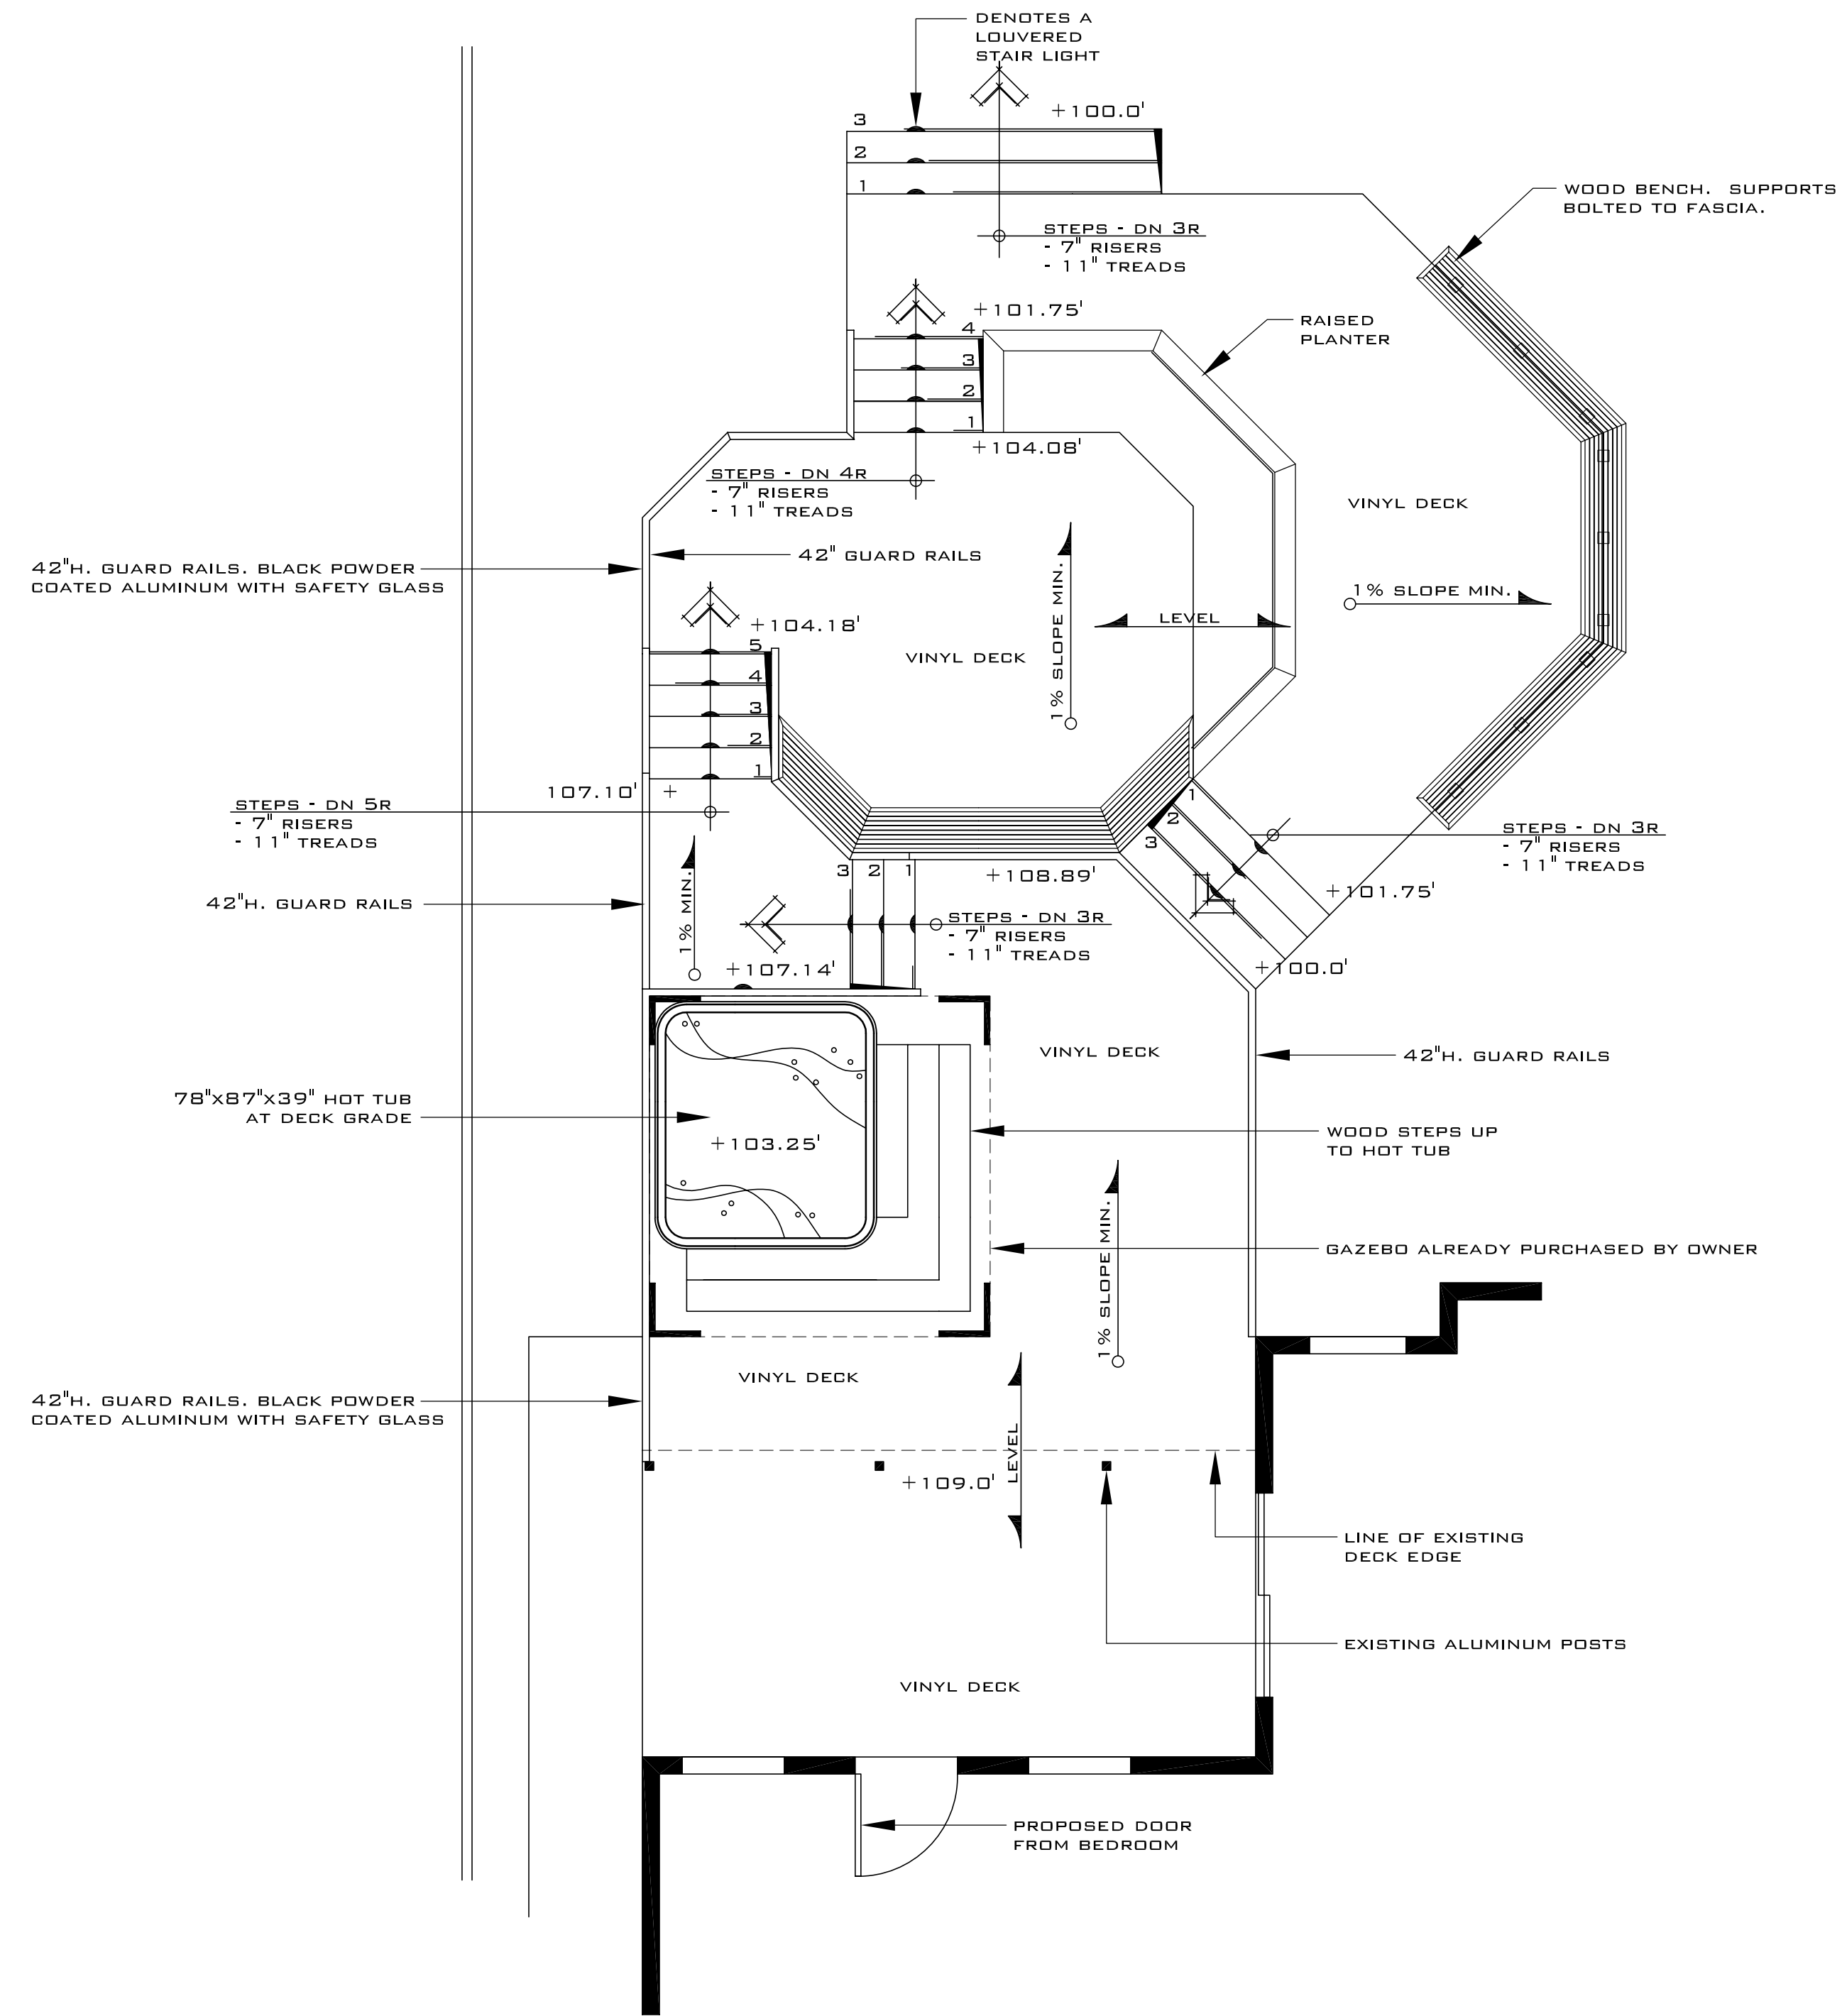 DENOTES A
LOUVERED
STAIR LIGHT
+100.0'
3
2
1
WOOD BENCH. SUPPORTS
BOLTED TO FASCIA.
STEPS - DN 3R
- 7" RISERS
- 11" TREADS
+101.75'
RAISED
PLANTER
4
3
2
1
+104.08'
STEPS - DN 4R
- 7" RISERS
- 11" TREADS
VINYL DECK
42" GUARD RAILS
42"H. GUARD RAILS. BLACK POWDER
COATED ALUMINUM WITH SAFETY GLASS
1% SLOPE MIN.
1% SLOPE MIN.
LEVEL
+104.18'
VINYL DECK
5
4
3
2
1
107.10' +
STEPS - DN 5R
- 7" RISERS
- 11" TREADS
1
2
3
STEPS - DN 3R
- 7" RISERS
- 11" TREADS
3 2 1
+108.89'
+101.75'
42"H. GUARD RAILS
1% MIN.
STEPS - DN 3R
- 7" RISERS
- 11" TREADS
+107.14'
+100.0'
VINYL DECK
42"H. GUARD RAILS
78"x87"x39" HOT TUB
AT DECK GRADE
+103.25'
WOOD STEPS UP
TO HOT TUB
1% SLOPE MIN.
GAZEBO ALREADY PURCHASED BY OWNER
VINYL DECK
42"H. GUARD RAILS. BLACK POWDER
COATED ALUMINUM WITH SAFETY GLASS
LEVEL
+109.0'
LINE OF EXISTING
DECK EDGE
EXISTING ALUMINUM POSTS
VINYL DECK
PROPOSED DOOR
FROM BEDROOM